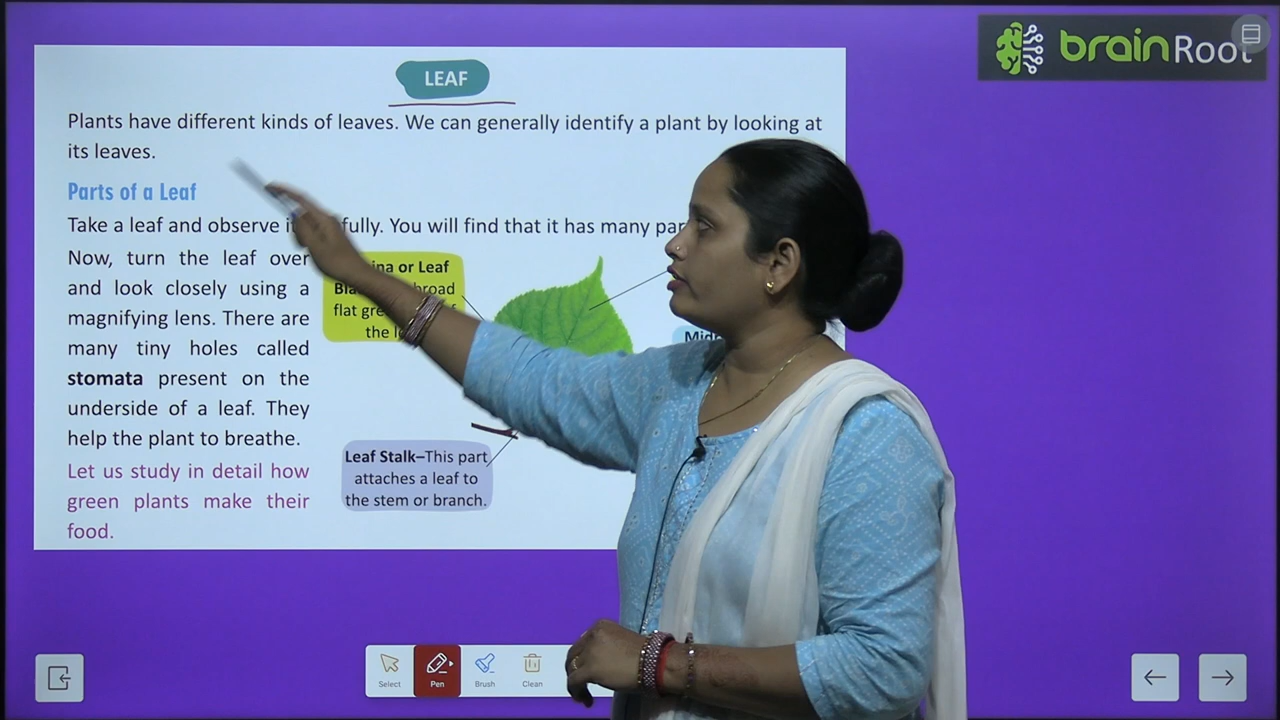 brainRoot
LEAF
Plants have different kinds of leaves. We can generally identify a plant by looking at
its leaves.
Parts of a Leaf
Take a leaf and observe fully. You will find that it has many
Now, turn the leaf over
and look closely using a
magnifying lens. There are
many tiny holes called
stomata present on the
underside of a leaf. They
help the plant to breathe.
Let us study in detail how
green plants make their
food.
ina or Leaf
broad
flat
the
Leaf Stalk–This part
attaches a leaf to
the stem or branch.
Select
Pen
Brush
Clean